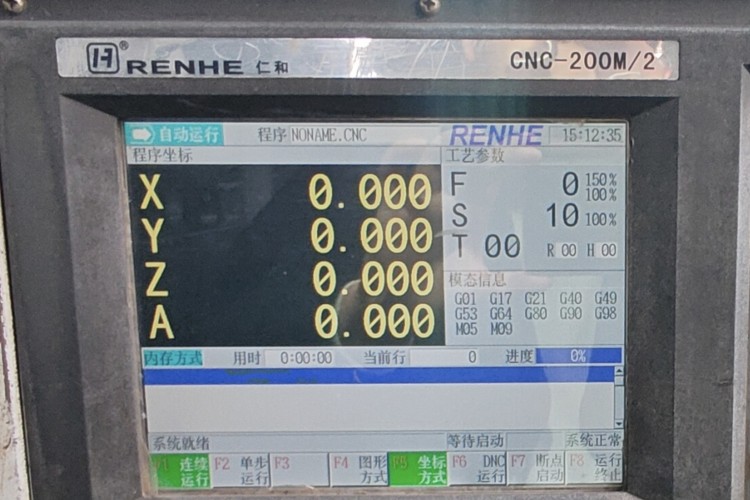 H® RENHE 仁和 CNC-200M/2
自动运行 程序 NONAME.CNC RENHE 15:12:35
程序坐标 工艺参数
X 0.000 F 0 150% 100%
Y 0.000 S 10 100%
Z 0.000 T 00 R 00 H 00
A 0.000
模态信息
G01 G17 G21 G40 G49
G53 G64 G80 G90 G98
M05 M09
内存方式 用时 0:00:00 当前行 0 进度 0%
系统就绪 等待启动 系统正常
F1 连续运行 F2 单步运行 F3 F4 图形方式 F5 坐标方式 F6 DNC运行 F7 断点启动 F8 运行终止